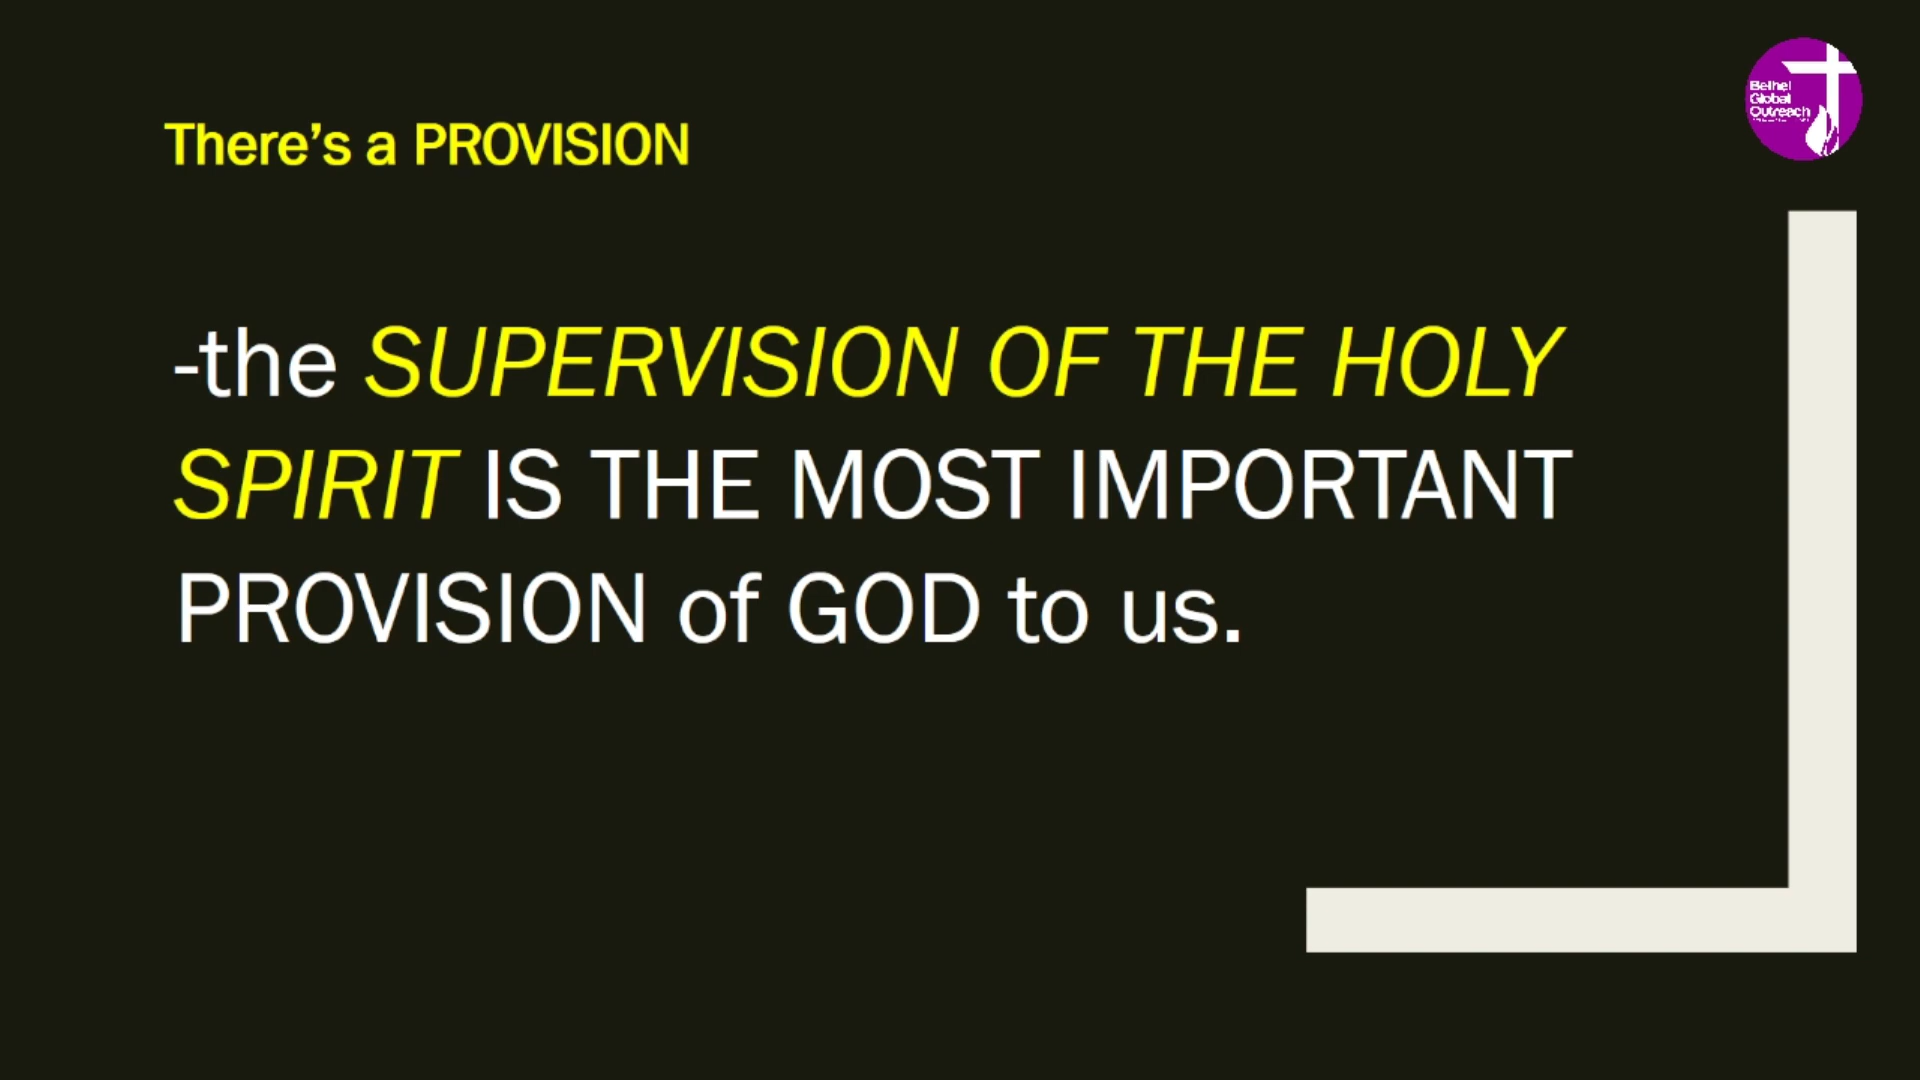 There's a PROVISION
Bethel
Global
Outreach
-the SUPERVISION OF THE HOLY
SPIRIT IS THE MOST IMPORTANT
PROVISION of GOD to us.